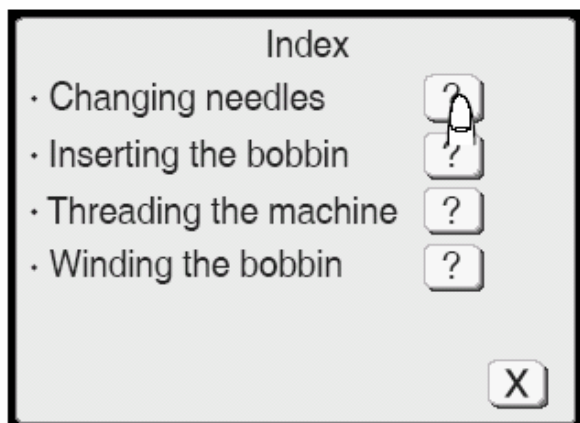 Index
· Changing needles ?
· Inserting the bobbin ?
· Threading the machine ?
· Winding the bobbin ?
X